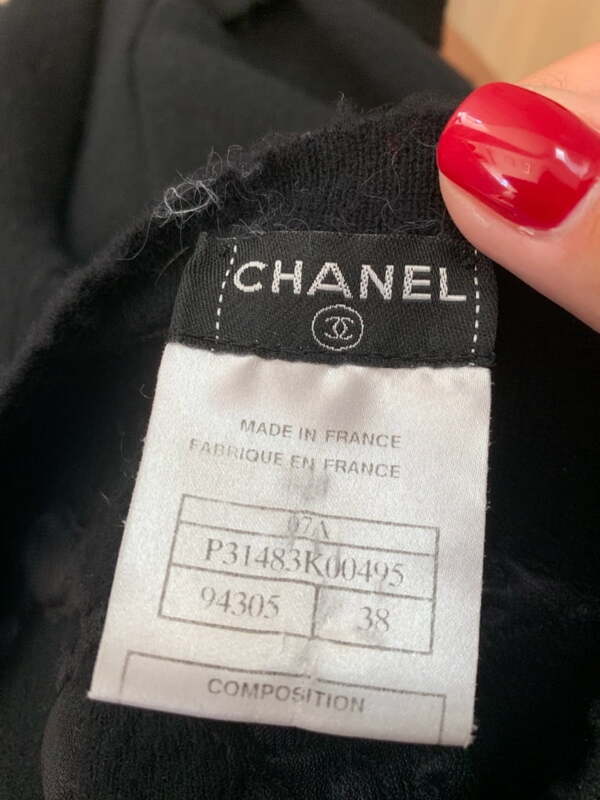 CHANEL
MADE IN FRANCE
FABRIQUE EN FRANCE
07A
P31483K00495
94305 38
COMPOSITION